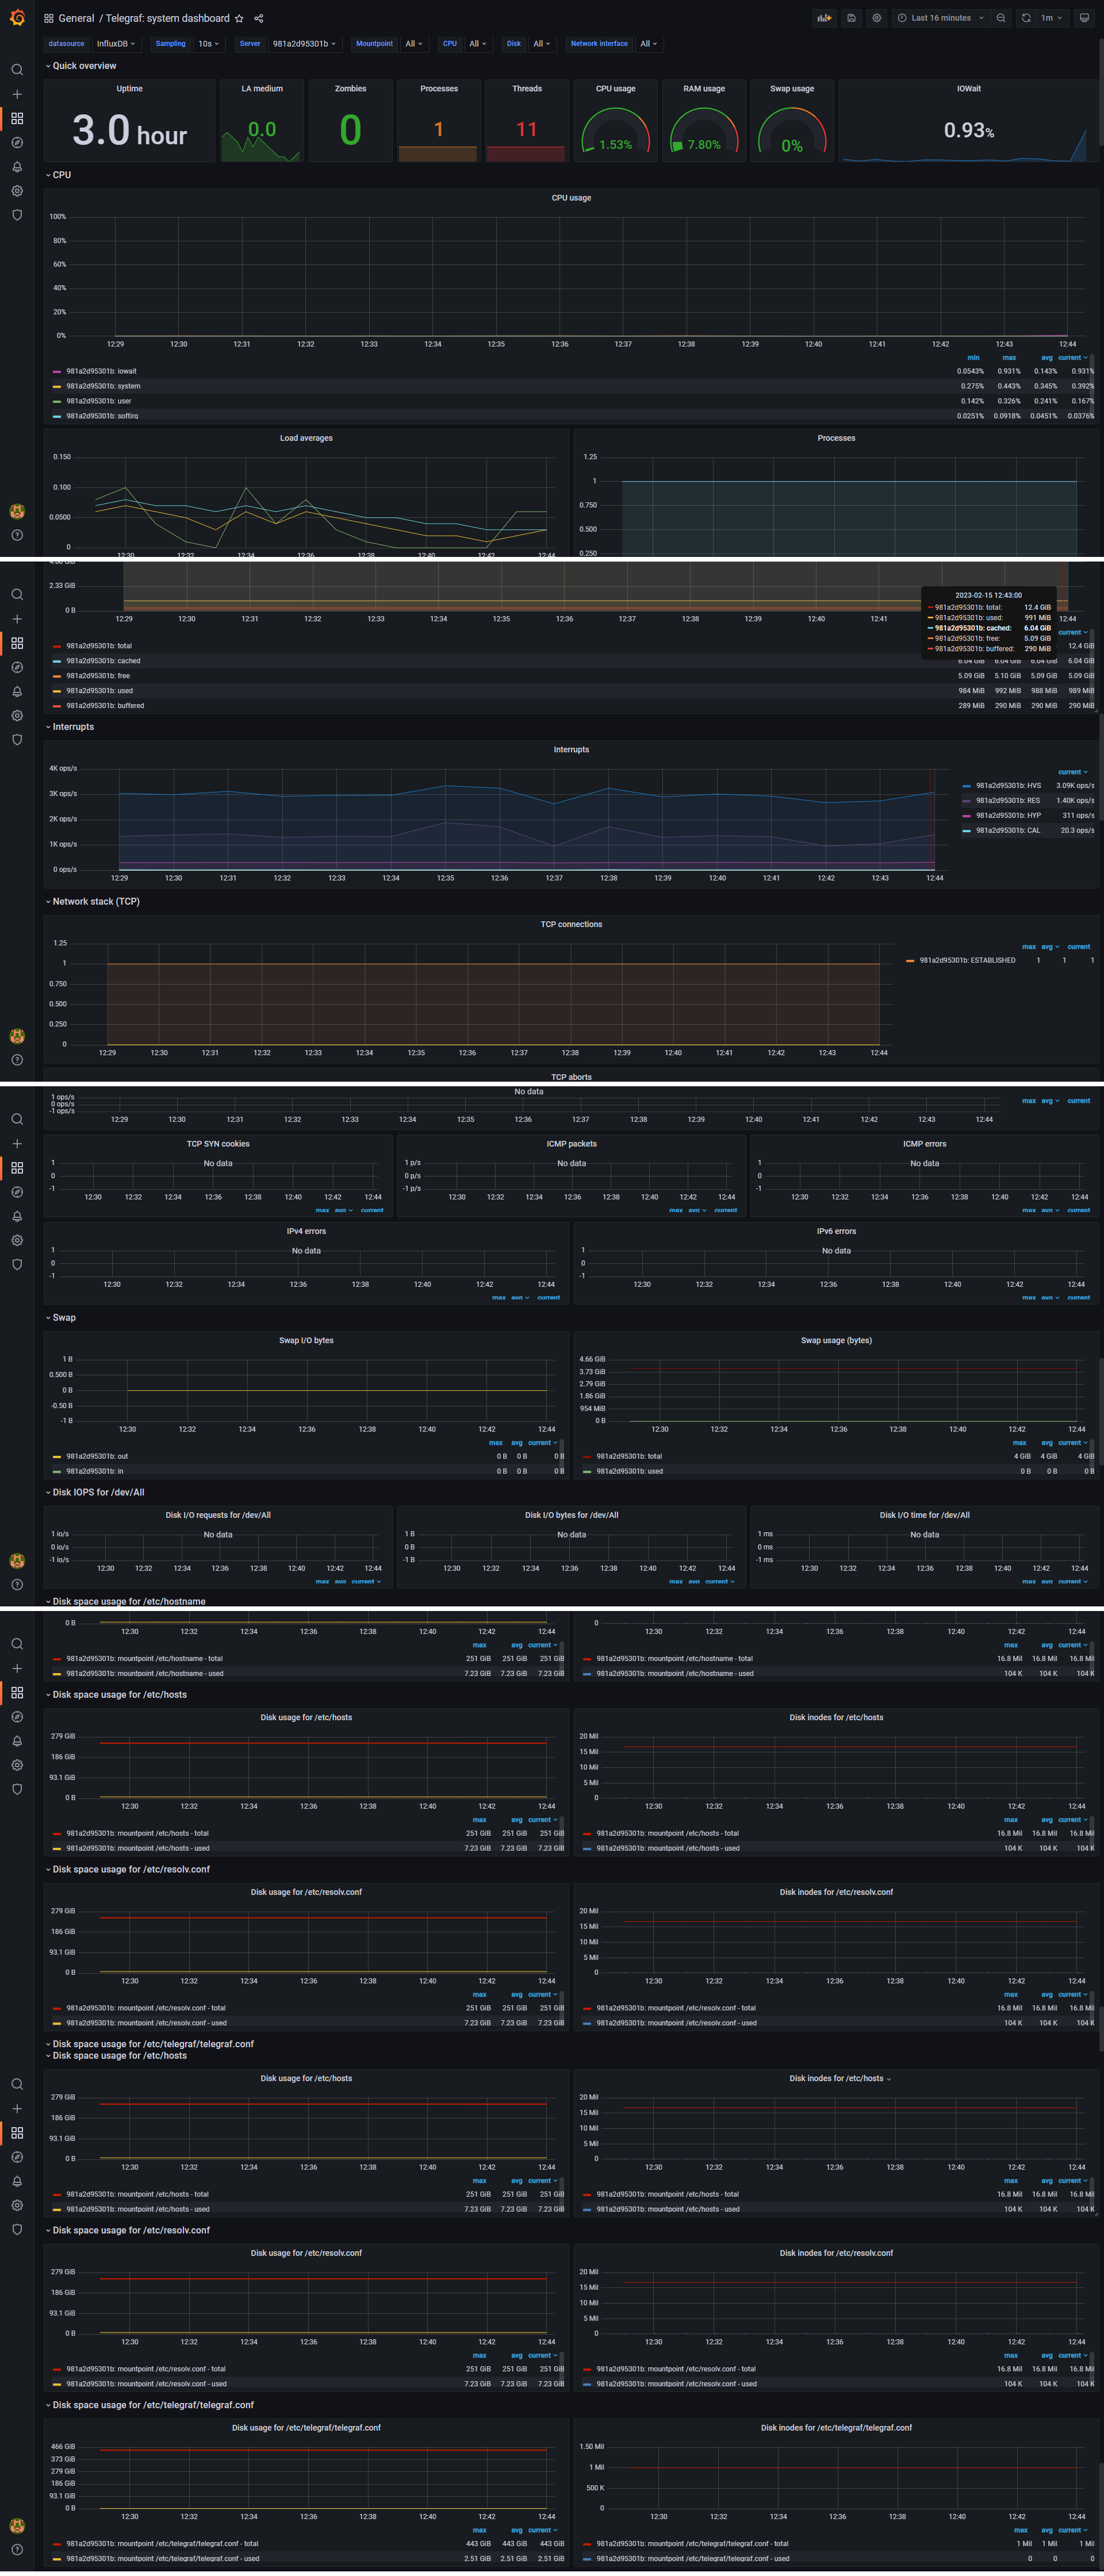 General / Telegraf: system dashboard
Last 16 minutes 1m
datasource InfluxDB Sampling 10s Server 981a2d95301b Mountpoint All CPU All Disk All Network interface All
Quick overview
Uptime LA medium Zombies Processes Threads CPU usage RAM usage Swap usage IOWait
3.0 hour 0.0 0 1 11 1.53% 7.80% 0% 0.93%
CPU
CPU usage
100%
80%
60%
40%
20%
0%
12:29 12:30 12:31 12:32 12:33 12:34 12:35 12:36 12:37 12:38 12:39 12:40 12:41 12:42 12:43 12:44
min max avg current
981a2d95301b: iowait 0.0543% 0.931% 0.143% 0.931%
981a2d95301b: system 0.275% 0.443% 0.345% 0.392%
981a2d95301b: user 0.142% 0.326% 0.241% 0.167%
981a2d95301b: softirq 0.0251% 0.0918% 0.0451% 0.0376%
Load averages
0.150
0.100
0.0500
0
12:30 12:32 12:34 12:36 12:38 12:40 12:42 12:44
Processes
1.25
1
0.750
0.500
0.250
2.33 GiB
0 B
12:29 12:30 12:31 12:32 12:33 12:34 12:35 12:36 12:37 12:38 12:39 12:40 12:41 12:44
2023-02-15 12:43:00
981a2d95301b: total: 12.4 GiB
981a2d95301b: used: 991 MiB
981a2d95301b: cached: 6.04 GiB
981a2d95301b: free: 5.09 GiB
981a2d95301b: buffered: 290 MiB
current
981a2d95301b: total 12.4 GiB
981a2d95301b: cached 6.04 GiB 6.04 GiB 6.04 GiB 6.04 GiB
981a2d95301b: free 5.09 GiB 5.10 GiB 5.09 GiB 5.09 GiB
981a2d95301b: used 984 MiB 992 MiB 988 MiB 989 MiB
981a2d95301b: buffered 289 MiB 290 MiB 290 MiB 290 MiB
Interrupts
Interrupts
4K ops/s
3K ops/s
2K ops/s
1K ops/s
0 ops/s
12:29 12:30 12:31 12:32 12:33 12:34 12:35 12:36 12:37 12:38 12:39 12:40 12:41 12:42 12:43 12:44
current
981a2d95301b: HVS 3.09K ops/s
981a2d95301b: RES 1.40K ops/s
981a2d95301b: HYP 311 ops/s
981a2d95301b: CAL 20.3 ops/s
Network stack (TCP)
TCP connections
1.25
1
0.750
0.500
0.250
0
12:29 12:30 12:31 12:32 12:33 12:34 12:35 12:36 12:37 12:38 12:39 12:40 12:41 12:42 12:43 12:44
max avg current
981a2d95301b: ESTABLISHED 1 1 1
TCP aborts
No data
1 ops/s
0 ops/s
-1 ops/s
12:29 12:30 12:31 12:32 12:33 12:34 12:35 12:36 12:37 12:38 12:39 12:40 12:41 12:42 12:43 12:44
max avg current
TCP SYN cookies
No data
1
0
-1
12:30 12:32 12:34 12:36 12:38 12:40 12:42 12:44
max avg current
ICMP packets
No data
1 p/s
0 p/s
-1 p/s
12:30 12:32 12:34 12:36 12:38 12:40 12:42 12:44
max avg current
ICMP errors
No data
1
0
-1
12:30 12:32 12:34 12:36 12:38 12:40 12:42 12:44
max avg current
IPv4 errors
No data
1
0
-1
12:30 12:32 12:34 12:36 12:38 12:40 12:42 12:44
max avg current
IPv6 errors
No data
1
0
-1
12:30 12:32 12:34 12:36 12:38 12:40 12:42 12:44
max avg current
Swap
Swap I/O bytes
1 B
0.500 B
0 B
-0.50 B
-1 B
12:30 12:32 12:34 12:36 12:38 12:40 12:42 12:44
max avg current
981a2d95301b: out 0 B 0 B 0 B
981a2d95301b: in 0 B 0 B 0 B
Swap usage (bytes)
4.66 GiB
3.73 GiB
2.79 GiB
1.86 GiB
954 MiB
0 B
12:30 12:32 12:34 12:36 12:38 12:40 12:42 12:44
max avg current
981a2d95301b: total 4 GiB 4 GiB 4 GiB
981a2d95301b: used 0 B 0 B 0 B
Disk IOPS for /dev/All
Disk I/O requests for /dev/All
No data
1 io/s
0 io/s
-1 io/s
12:30 12:32 12:34 12:36 12:38 12:40 12:42 12:44
max avg current
Disk I/O bytes for /dev/All
No data
1 B
0 B
-1 B
12:30 12:32 12:34 12:36 12:38 12:40 12:42 12:44
max avg current
Disk I/O time for /dev/All
No data
1 ms
0 ms
-1 ms
12:30 12:32 12:34 12:36 12:38 12:40 12:42 12:44
max avg current
Disk space usage for /etc/hostname
0 B
12:30 12:32 12:34 12:36 12:38 12:40 12:42 12:44
max avg current
981a2d95301b: mountpoint /etc/hostname - total 251 GiB 251 GiB 251 GiB
981a2d95301b: mountpoint /etc/hostname - used 7.23 GiB 7.23 GiB 7.23 GiB
0
12:30 12:32 12:34 12:36 12:38 12:40 12:42 12:44
max avg current
981a2d95301b: mountpoint /etc/hostname - total 16.8 Mil 16.8 Mil 16.8 Mil
981a2d95301b: mountpoint /etc/hostname - used 104 K 104 K 104 K
Disk space usage for /etc/hosts
Disk usage for /etc/hosts
279 GiB
186 GiB
93.1 GiB
0 B
12:30 12:32 12:34 12:36 12:38 12:40 12:42 12:44
max avg current
981a2d95301b: mountpoint /etc/hosts - total 251 GiB 251 GiB 251 GiB
981a2d95301b: mountpoint /etc/hosts - used 7.23 GiB 7.23 GiB 7.23 GiB
Disk inodes for /etc/hosts
20 Mil
15 Mil
10 Mil
5 Mil
0
12:30 12:32 12:34 12:36 12:38 12:40 12:42 12:44
max avg current
981a2d95301b: mountpoint /etc/hosts - total 16.8 Mil 16.8 Mil 16.8 Mil
981a2d95301b: mountpoint /etc/hosts - used 104 K 104 K 104 K
Disk space usage for /etc/resolv.conf
Disk usage for /etc/resolv.conf
279 GiB
186 GiB
93.1 GiB
0 B
12:30 12:32 12:34 12:36 12:38 12:40 12:42 12:44
max avg current
981a2d95301b: mountpoint /etc/resolv.conf - total 251 GiB 251 GiB 251 GiB
981a2d95301b: mountpoint /etc/resolv.conf - used 7.23 GiB 7.23 GiB 7.23 GiB
Disk inodes for /etc/resolv.conf
20 Mil
15 Mil
10 Mil
5 Mil
0
12:30 12:32 12:34 12:36 12:38 12:40 12:42 12:44
max avg current
981a2d95301b: mountpoint /etc/resolv.conf - total 16.8 Mil 16.8 Mil 16.8 Mil
981a2d95301b: mountpoint /etc/resolv.conf - used 104 K 104 K 104 K
Disk space usage for /etc/telegraf/telegraf.conf
Disk space usage for /etc/hosts
Disk usage for /etc/hosts
279 GiB
186 GiB
93.1 GiB
0 B
12:30 12:32 12:34 12:36 12:38 12:40 12:42 12:44
max avg current
981a2d95301b: mountpoint /etc/hosts - total 251 GiB 251 GiB 251 GiB
981a2d95301b: mountpoint /etc/hosts - used 7.23 GiB 7.23 GiB 7.23 GiB
Disk inodes for /etc/hosts
20 Mil
15 Mil
10 Mil
5 Mil
0
12:30 12:32 12:34 12:36 12:38 12:40 12:42 12:44
max avg current
981a2d95301b: mountpoint /etc/hosts - total 16.8 Mil 16.8 Mil 16.8 Mil
981a2d95301b: mountpoint /etc/hosts - used 104 K 104 K 104 K
Disk space usage for /etc/resolv.conf
Disk usage for /etc/resolv.conf
279 GiB
186 GiB
93.1 GiB
0 B
12:30 12:32 12:34 12:36 12:38 12:40 12:42 12:44
max avg current
981a2d95301b: mountpoint /etc/resolv.conf - total 251 GiB 251 GiB 251 GiB
981a2d95301b: mountpoint /etc/resolv.conf - used 7.23 GiB 7.23 GiB 7.23 GiB
Disk inodes for /etc/resolv.conf
20 Mil
15 Mil
10 Mil
5 Mil
0
12:30 12:32 12:34 12:36 12:38 12:40 12:42 12:44
max avg current
981a2d95301b: mountpoint /etc/resolv.conf - total 16.8 Mil 16.8 Mil 16.8 Mil
981a2d95301b: mountpoint /etc/resolv.conf - used 104 K 104 K 104 K
Disk space usage for /etc/telegraf/telegraf.conf
Disk usage for /etc/telegraf/telegraf.conf
466 GiB
373 GiB
279 GiB
186 GiB
93.1 GiB
0 B
12:30 12:32 12:34 12:36 12:38 12:40 12:42 12:44
max avg current
981a2d95301b: mountpoint /etc/telegraf/telegraf.conf - total 443 GiB 443 GiB 443 GiB
981a2d95301b: mountpoint /etc/telegraf/telegraf.conf - used 2.51 GiB 2.51 GiB 2.51 GiB
Disk inodes for /etc/telegraf/telegraf.conf
1.50 Mil
1 Mil
500 K
0
12:30 12:32 12:34 12:36 12:38 12:40 12:42 12:44
max avg current
981a2d95301b: mountpoint /etc/telegraf/telegraf.conf - total 1 Mil 1 Mil 1 Mil
981a2d95301b: mountpoint /etc/telegraf/telegraf.conf - used 0 0 0